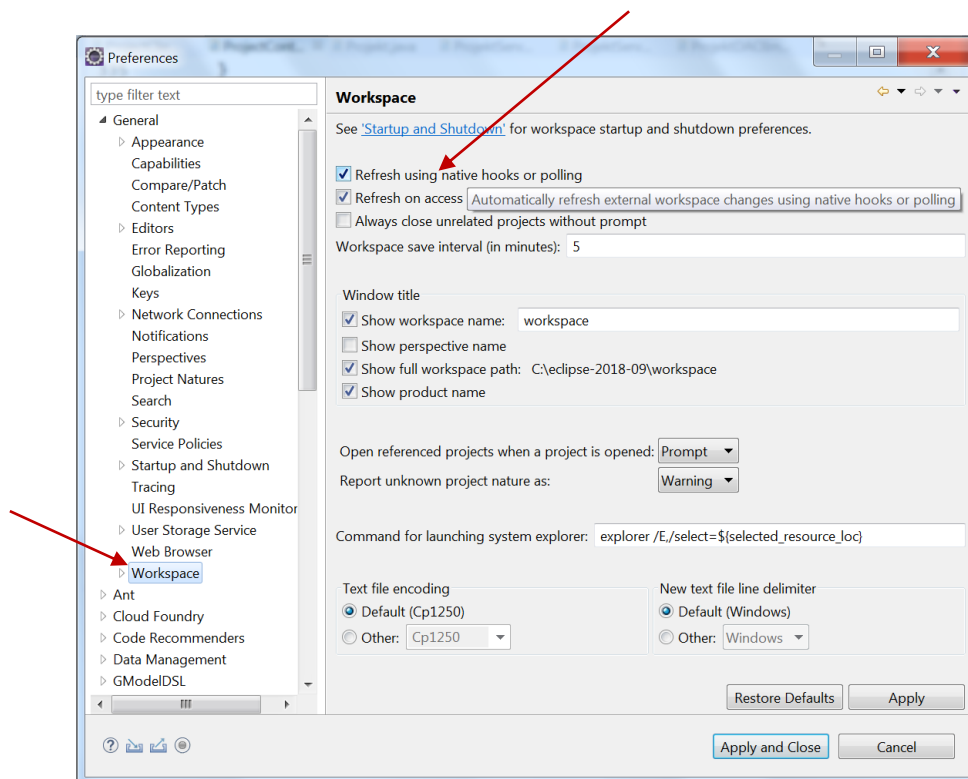 Preferences
type filter text
General
Appearance
Capabilities
Compare/Patch
Content Types
Editors
Error Reporting
Globalization
Keys
Network Connections
Notifications
Perspectives
Project Natures
Search
Security
Service Policies
Startup and Shutdown
Tracing
UI Responsiveness Monitor
User Storage Service
Web Browser
Workspace
Ant
Cloud Foundry
Code Recommenders
Data Management
GModelDSL
Workspace
See 'Startup and Shutdown' for workspace startup and shutdown preferences.
Refresh using native hooks or polling
Refresh on access
Automatically refresh external workspace changes using native hooks or polling
Always close unrelated projects without prompt
Workspace save interval (in minutes): 5
Window title
Show workspace name: workspace
Show perspective name
Show full workspace path: C:\eclipse-2018-09\workspace
Show product name
Open referenced projects when a project is opened: Prompt
Report unknown project nature as: Warning
Command for launching system explorer: explorer /E,/select=${selected_resource_loc}
Text file encoding
Default (Cp1250)
Other: Cp1250
New text file line delimiter
Default (Windows)
Other: Windows
Restore Defaults Apply
Apply and Close Cancel